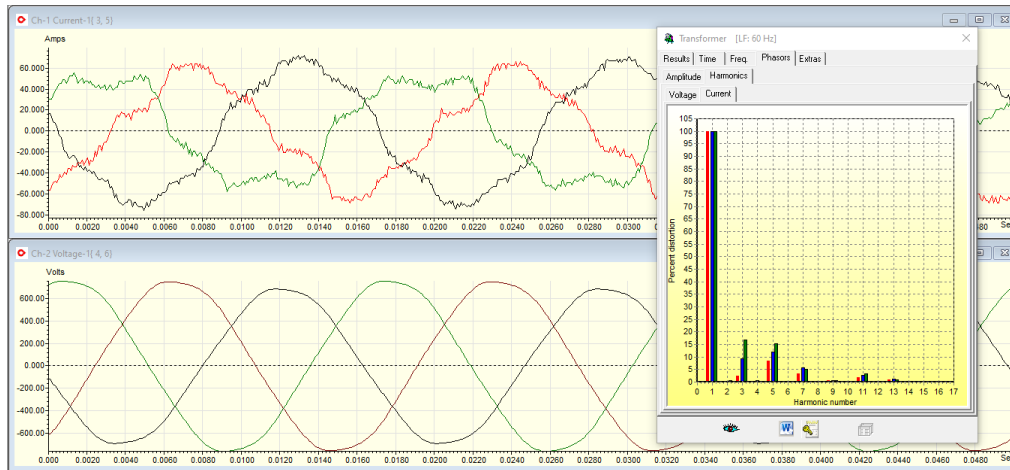 Ch-1 Current-1{ 3, 5}
Amps
60.000
40.000
20.000
0.000
-20.000
-40.000
-60.000
-80.000
0.000 0.0020 0.0040 0.0060 0.0080 0.0100 0.0120 0.0140 0.0160 0.0180 0.0200 0.0220 0.0240 0.0260 0.0280 0.0300 0.0480 Se
Ch-2 Voltage-1{ 4, 6}
Volts
600.00
400.00
200.00
0.00
-200.00
-400.00
-600.00
0.000 0.0020 0.0040 0.0060 0.0080 0.0100 0.0120 0.0140 0.0160 0.0180 0.0200 0.0220 0.0240 0.0260 0.0280 0.0300 0.0320 0.0340 0.0360 0.0380 0.0400 0.0420 0.0440 0.0460 0.0480 Se
Transformer [LF: 60 Hz]
Results Time Freq. Phasors Extras
Amplitude Harmonics
Voltage Current
Percent distortion
105
100
95
90
85
80
75
70
65
60
55
50
45
40
35
30
25
20
15
10
5
0
0 1 2 3 4 5 6 7 8 9 10 11 12 13 14 15 16 17
Harmonic number
W